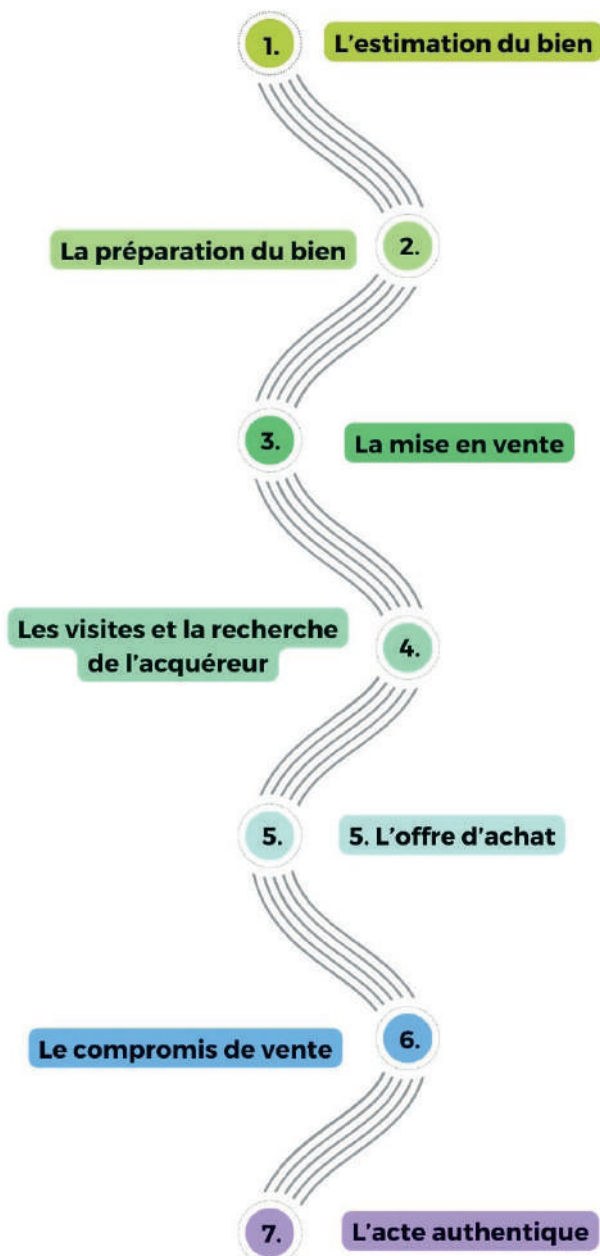 1. L'estimation du bien
La préparation du bien 2.
3. La mise en vente
Les visites et la recherche
de l'acquéreur 4.
5. 5. L'offre d'achat
Le compromis de vente 6.
7. L'acte authentique